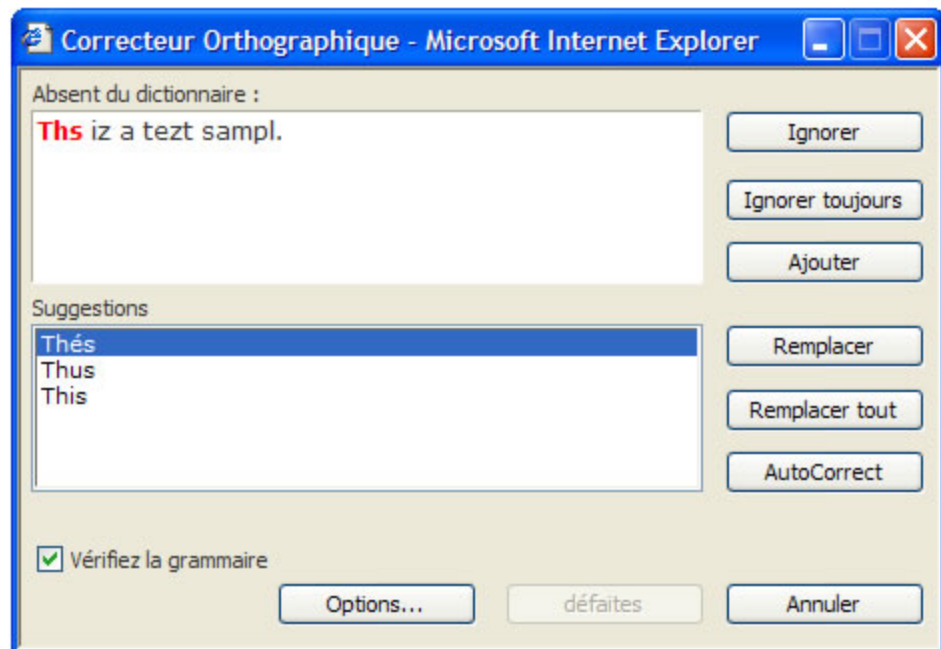 Correcteur Orthographique - Microsoft Internet Explorer
Absent du dictionnaire :
Ths iz a tezt sampl.
Ignorer
Ignorer toujours
Ajouter
Suggestions
Thés
Thus
This
Remplacer
Remplacer tout
AutoCorrect
Vérifiez la grammaire
Options...
défaites
Annuler